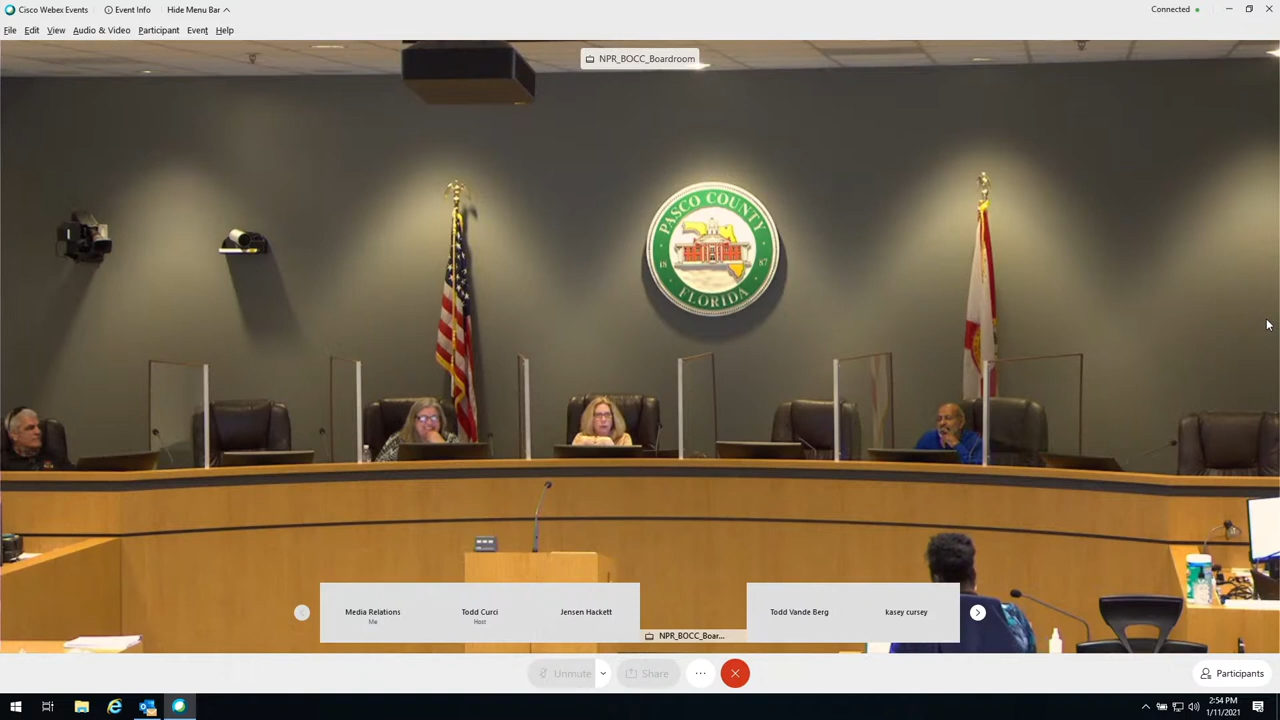 Cisco Webex Events
Event Info
Hide Menu Bar
Connected
File Edit View Audio & Video Participant Event Help
NPR_BOCC_Boardroom
PASCO COUNTY
18 87
FLORIDA
Media Relations
Me
Todd Curci
Host
Jensen Hackett
NPR_BOCC_Boar...
Todd Vande Berg
kasey cursey
Unmute
Share
Participants
2:54 PM
1/11/2021